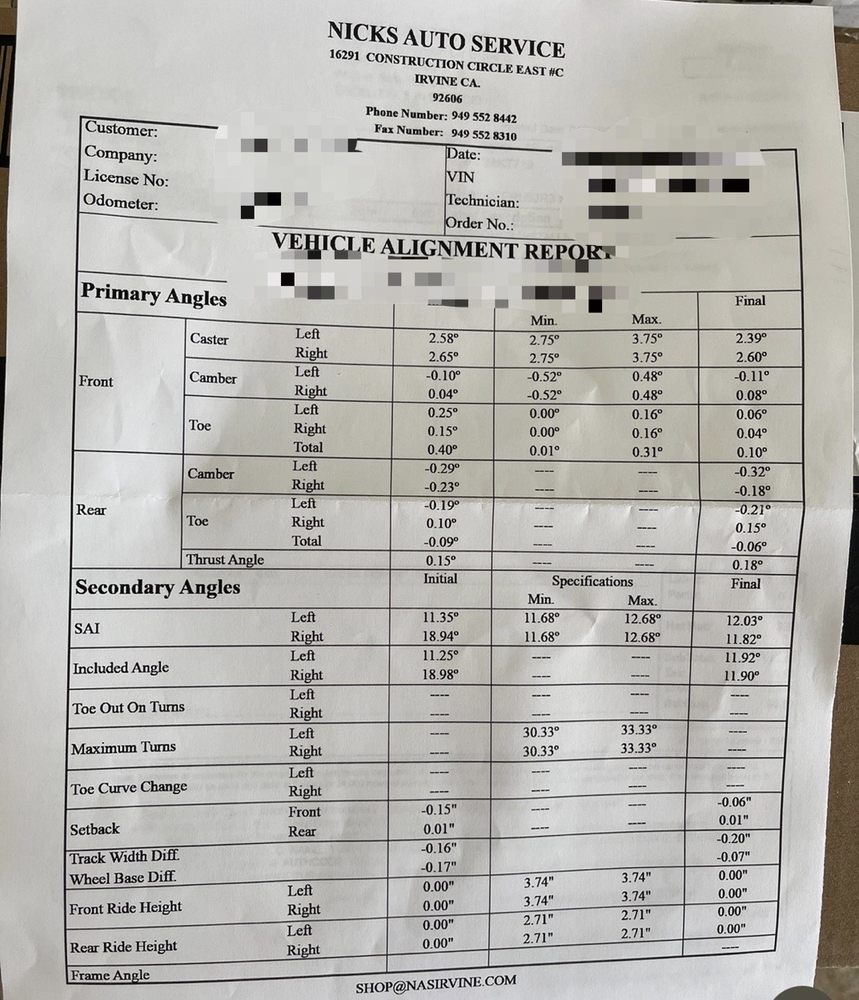 NICKS AUTO SERVICE
16291 CONSTRUCTION CIRCLE EAST #C
IRVINE CA.
92606
Phone Number: 949 552 8442
Fax Number: 949 552 8310
Customer:
Company:
License No:
Odometer:
Date:
VIN
Technician:
Order No.:
VEHICLE ALIGNMENT REPORT
Primary Angles Final
Min. Max.
Front Caster Left 2.58° 2.75° 3.75° 2.39°
Right 2.65° 2.75° 3.75° 2.60°
Camber Left -0.10° -0.52° 0.48° -0.11°
Right 0.04° -0.52° 0.48° 0.08°
Toe Left 0.25° 0.00° 0.16° 0.06°
Right 0.15° 0.00° 0.16° 0.04°
Total 0.40° 0.01° 0.31° 0.10°
Rear Camber Left -0.29° ---- ---- -0.32°
Right -0.23° ---- ---- -0.18°
Toe Left -0.19° ---- ---- -0.21°
Right 0.10° ---- ---- 0.15°
Total -0.09° ---- ---- -0.06°
Thrust Angle 0.15° ---- ---- 0.18°
Secondary Angles Initial Specifications Final
Min. Max.
SAI Left 11.35° 11.68° 12.68° 12.03°
Right 18.94° 11.68° 12.68° 11.82°
Included Angle Left 11.25° ---- ---- 11.92°
Right 18.98° ---- ---- 11.90°
Toe Out On Turns Left ---- ---- ---- ----
Right ---- ---- ---- ----
Maximum Turns Left ---- 30.33° 33.33° ----
Right ---- 30.33° 33.33° ----
Toe Curve Change Left ---- ---- ---- ----
Right ---- ---- ---- ----
Setback Front -0.15" ---- ---- -0.06"
Rear 0.01" ---- ---- 0.01"
Track Width Diff. -0.16" -0.20"
Wheel Base Diff. -0.17" -0.07"
Front Ride Height Left 0.00" 3.74" 3.74" 0.00"
Right 0.00" 3.74" 3.74" 0.00"
Rear Ride Height Left 0.00" 2.71" 2.71" 0.00"
Right 0.00" 2.71" 2.71" 0.00"
Frame Angle ----
SHOP@NASIRVINE.COM